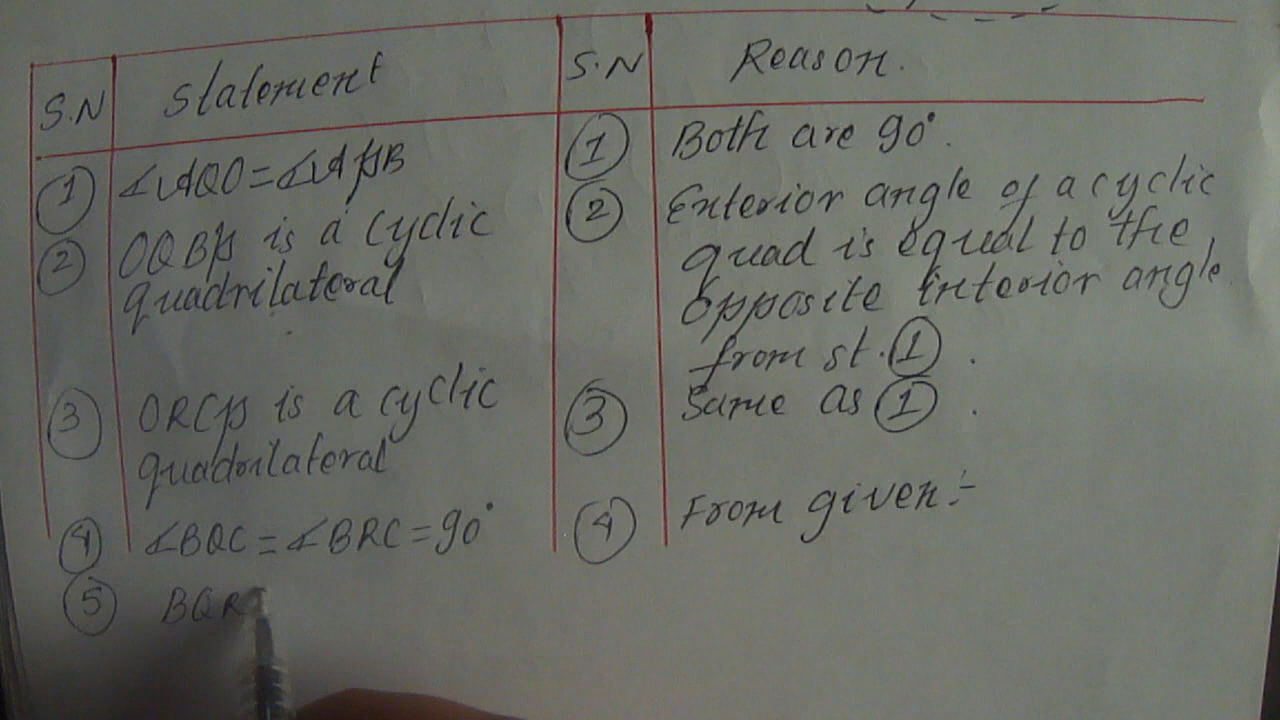 S.N Statement S.N Reason.
① ∠AQO = ∠APB ① Both are 90°.
② OQBP is a cyclic ② Exterior angle of a cyclic
quadrilateral quad is equal to the
opposite interior angle
from st. ① .
③ ORCP is a cyclic ③ Same as ① .
quadrilateral
④ ∠BQC = ∠BRC = 90° ④ From given :-
⑤ BQR